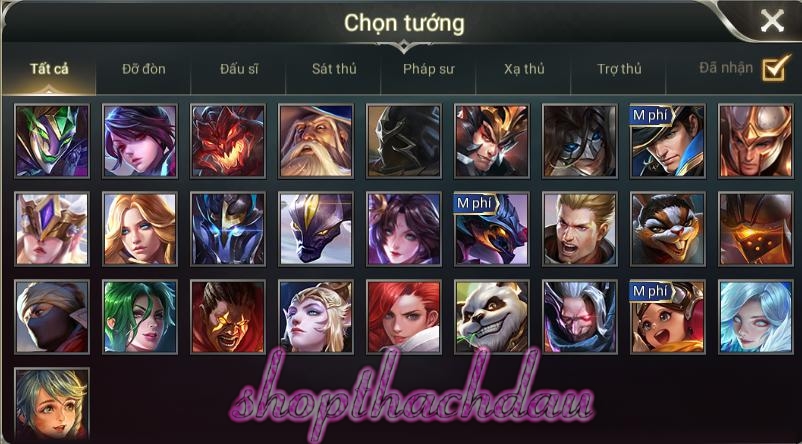 Chọn tướng
Tất cả Đỡ đòn Đấu sĩ Sát thủ Pháp sư Xạ thủ Trợ thủ Đã nhận
M phí
M phí
M phí
shopthachdau